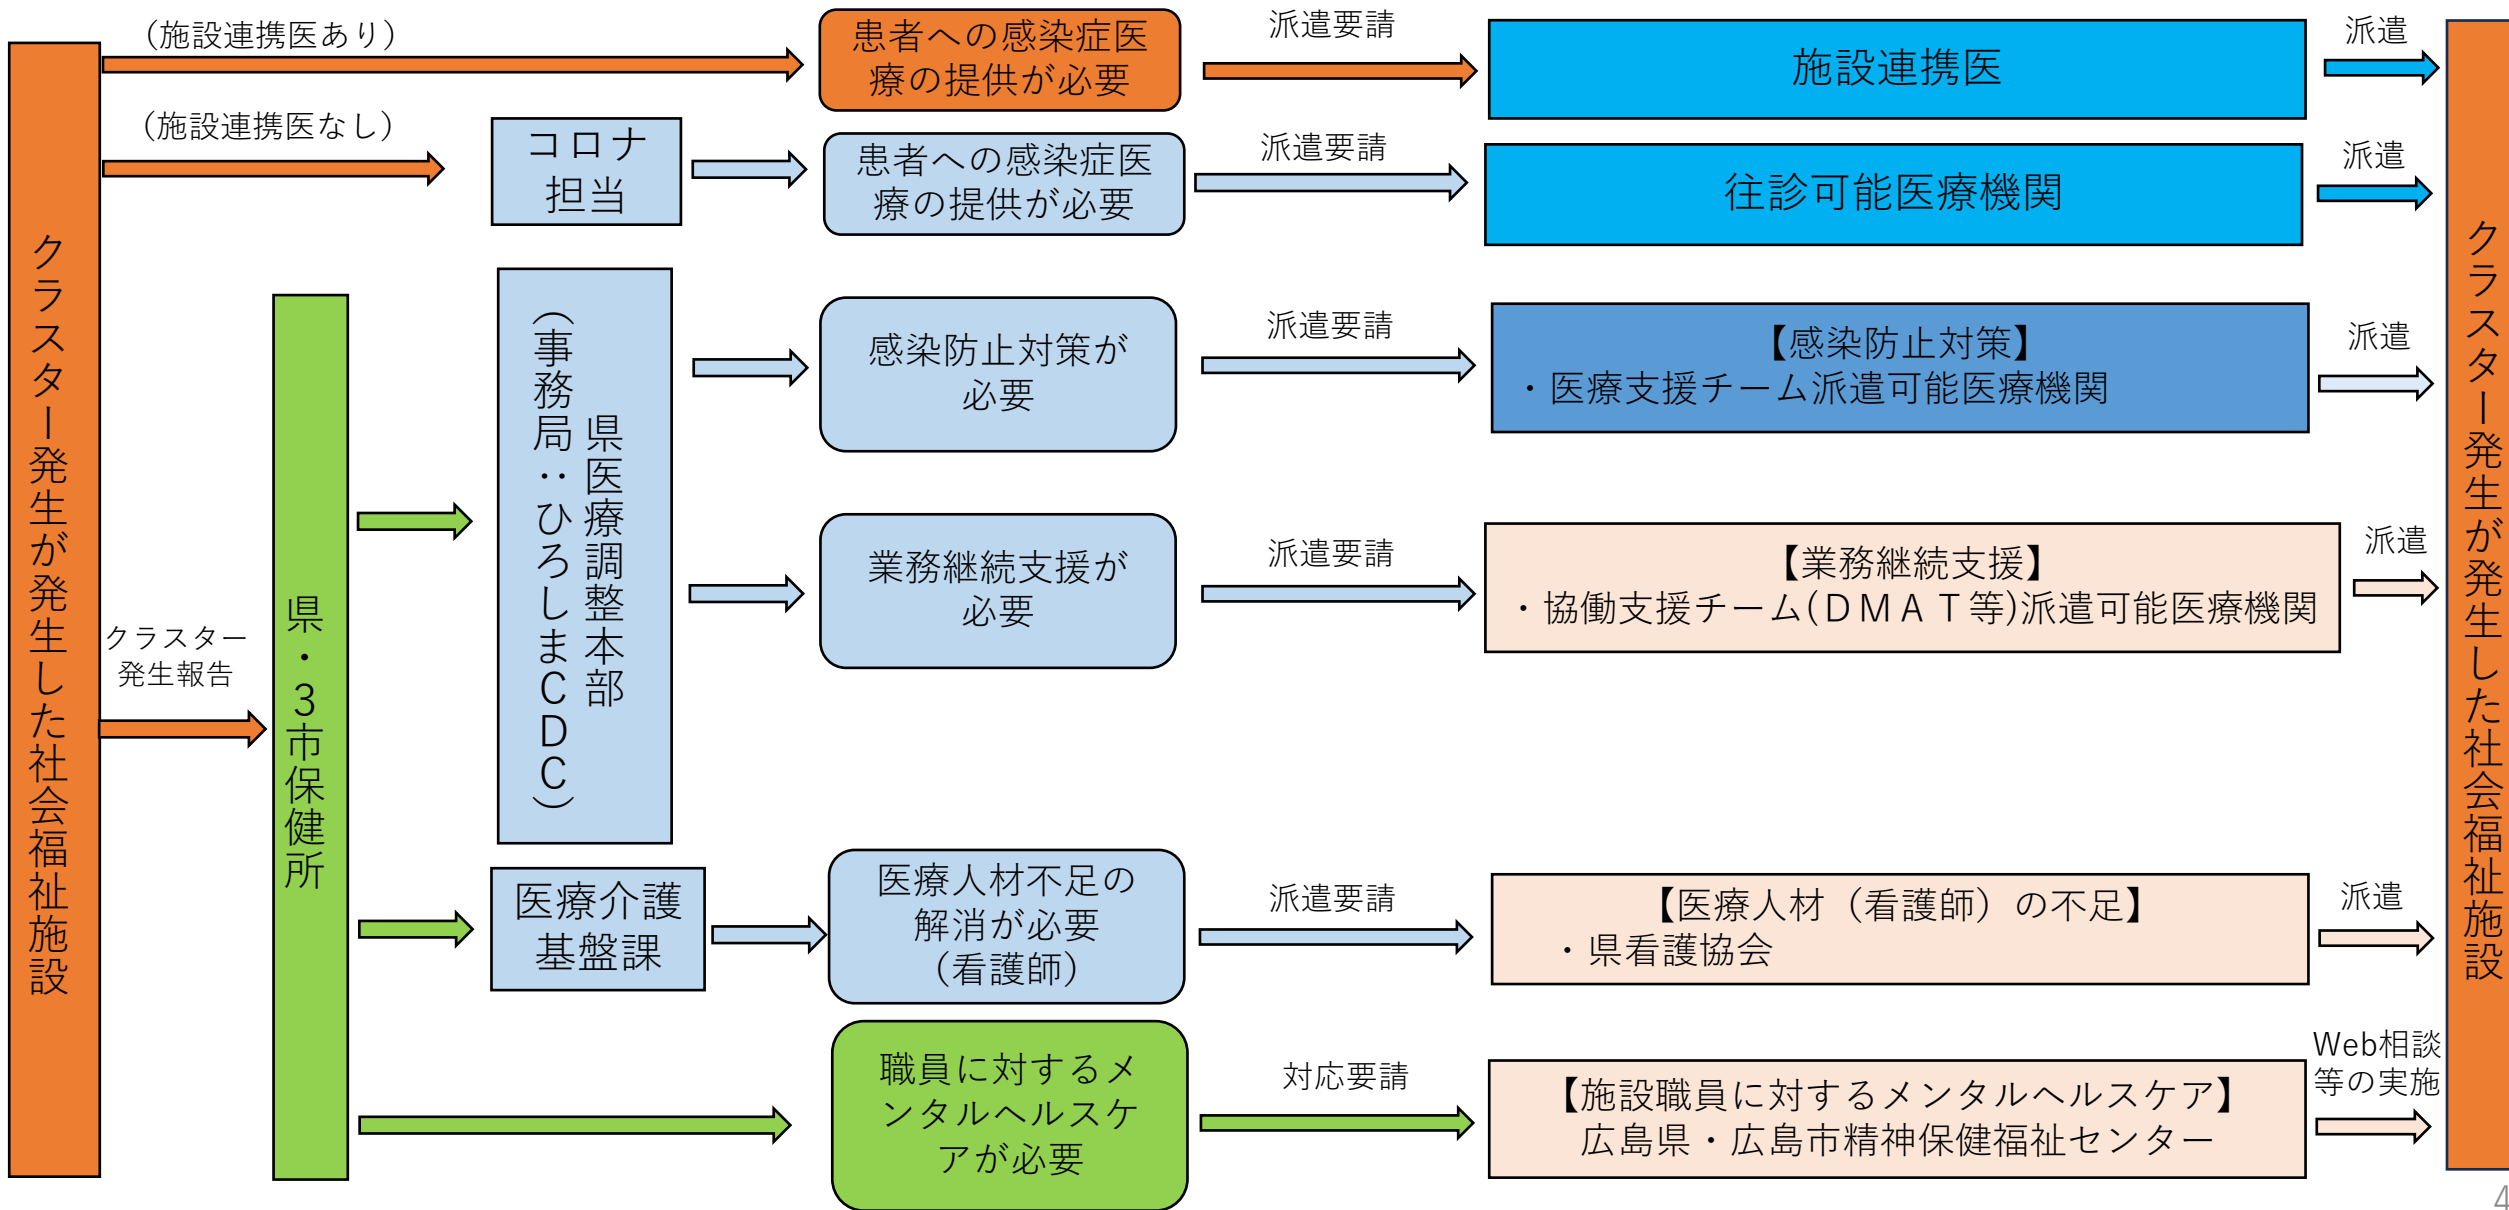 クラスター発生が発生した社会福祉施設
（施設連携医あり）
患者への感染症医
療の提供が必要
派遣要請
施設連携医
派遣
（施設連携医なし）
コロナ
担当
患者への感染症医
療の提供が必要
派遣要請
往診可能医療機関
派遣
クラスター
発生報告
県・３市保健所
県医療調整本部
（事務局：ひろしまＣＤＣ）
感染防止対策が
必要
派遣要請
【感染防止対策】
・医療支援チーム派遣可能医療機関
派遣
業務継続支援が
必要
派遣要請
【業務継続支援】
・協働支援チーム(ＤＭＡＴ等)派遣可能医療機関
派遣
医療介護
基盤課
医療人材不足の
解消が必要
（看護師）
派遣要請
【医療人材（看護師）の不足】
・県看護協会
派遣
職員に対するメ
ンタルヘルスケ
アが必要
対応要請
【施設職員に対するメンタルヘルスケア】
広島県・広島市精神保健福祉センター
Web相談
等の実施
クラスター発生が発生した社会福祉施設
4